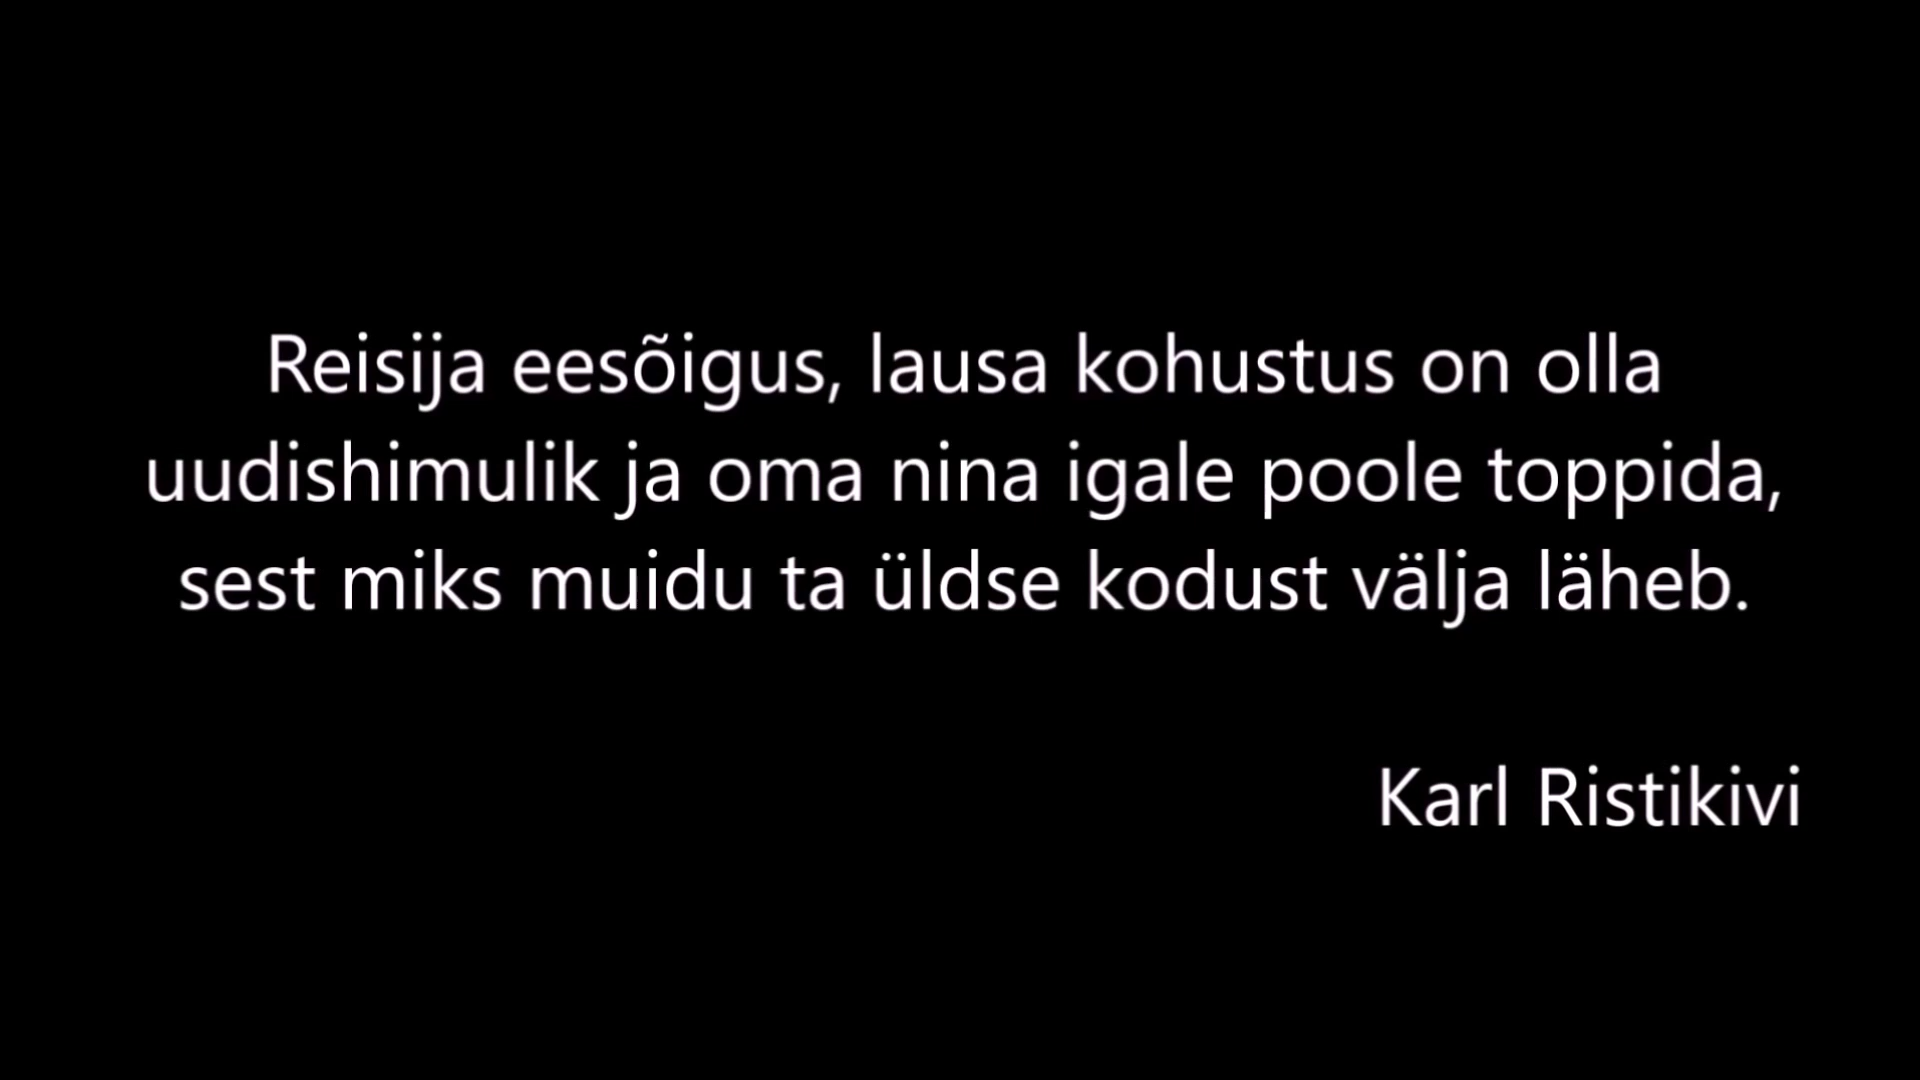 Reisija eesõigus, lausa kohustus on olla
uudishimulik ja oma nina igale poole toppida,
sest miks muidu ta üldse kodust välja läheb.
Karl Ristikivi